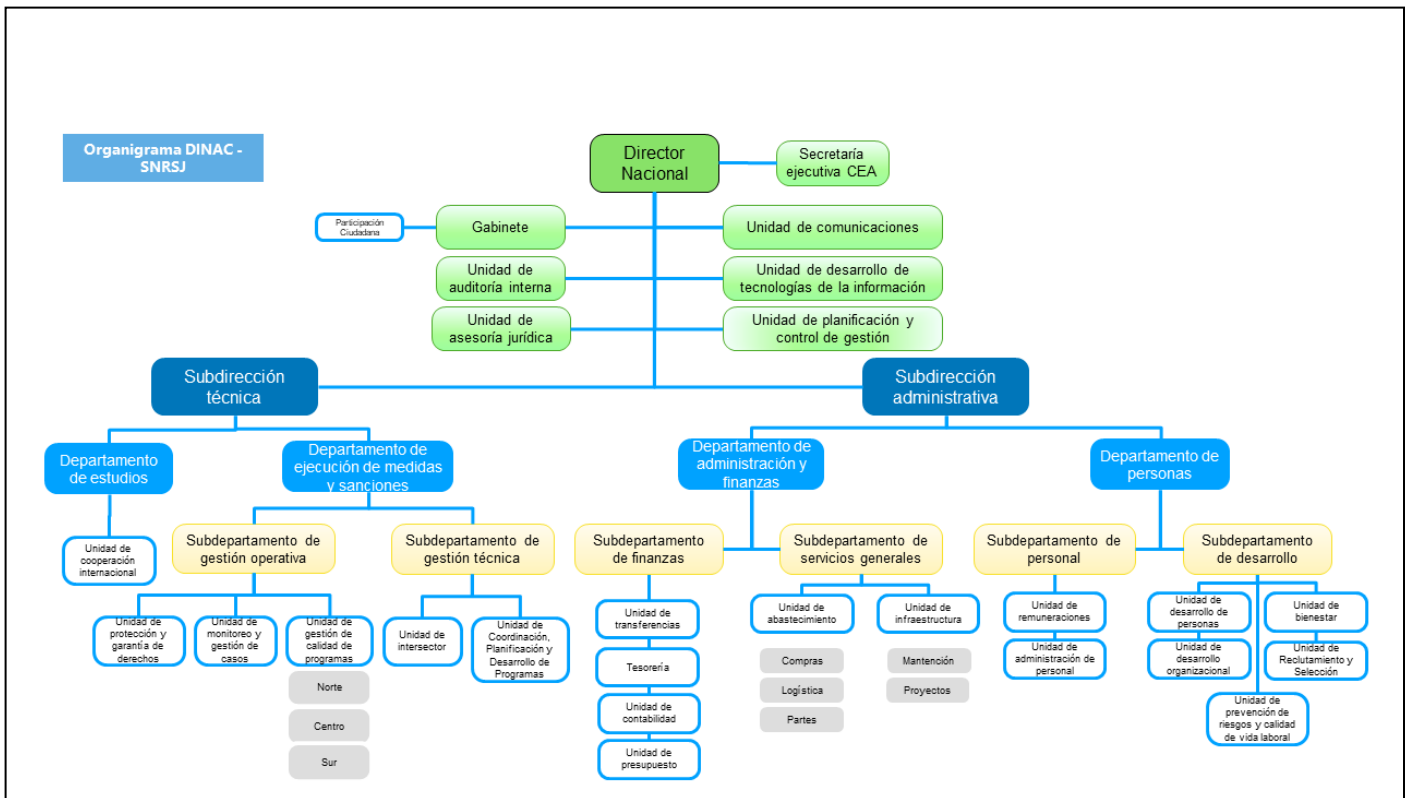 Organigrama DINAC -
SNRSJ
Director
Nacional
Secretaría
ejecutiva CEA
Participación
Ciudadana
Gabinete
Unidad de comunicaciones
Unidad de
auditoría interna
Unidad de desarrollo de
tecnologías de la información
Unidad de
asesoría jurídica
Unidad de planificación y
control de gestión
Subdirección
técnica
Subdirección
administrativa
Departamento
de estudios
Departamento de
ejecución de medidas
y sanciones
Departamento de
administración y
finanzas
Departamento de
personas
Unidad de
cooperación
internacional
Subdepartamento de
gestión operativa
Subdepartamento de
gestión técnica
Subdepartamento
de finanzas
Subdepartamento de
servicios generales
Subdepartamento de
personal
Subdepartamento
de desarrollo
Unidad de
protección y
garantía de
derechos
Unidad de
monitoreo y
gestión de
casos
Unidad de
gestión de
calidad de
programas
Norte
Centro
Sur
Unidad de
intersector
Unidad de
Coordinación,
Planificación y
Desarrollo de
Programas
Unidad de
transferencias
Tesorería
Unidad de
contabilidad
Unidad de
presupuesto
Unidad de
abastecimiento
Compras
Logística
Partes
Unidad de
infraestructura
Mantención
Proyectos
Unidad de
remuneraciones
Unidad de
administración de
personal
Unidad de
desarrollo de
personas
Unidad de
desarrollo
organizacional
Unidad de
bienestar
Unidad de
Reclutamiento y
Selección
Unidad de
prevención de
riesgos y calidad
de vida laboral